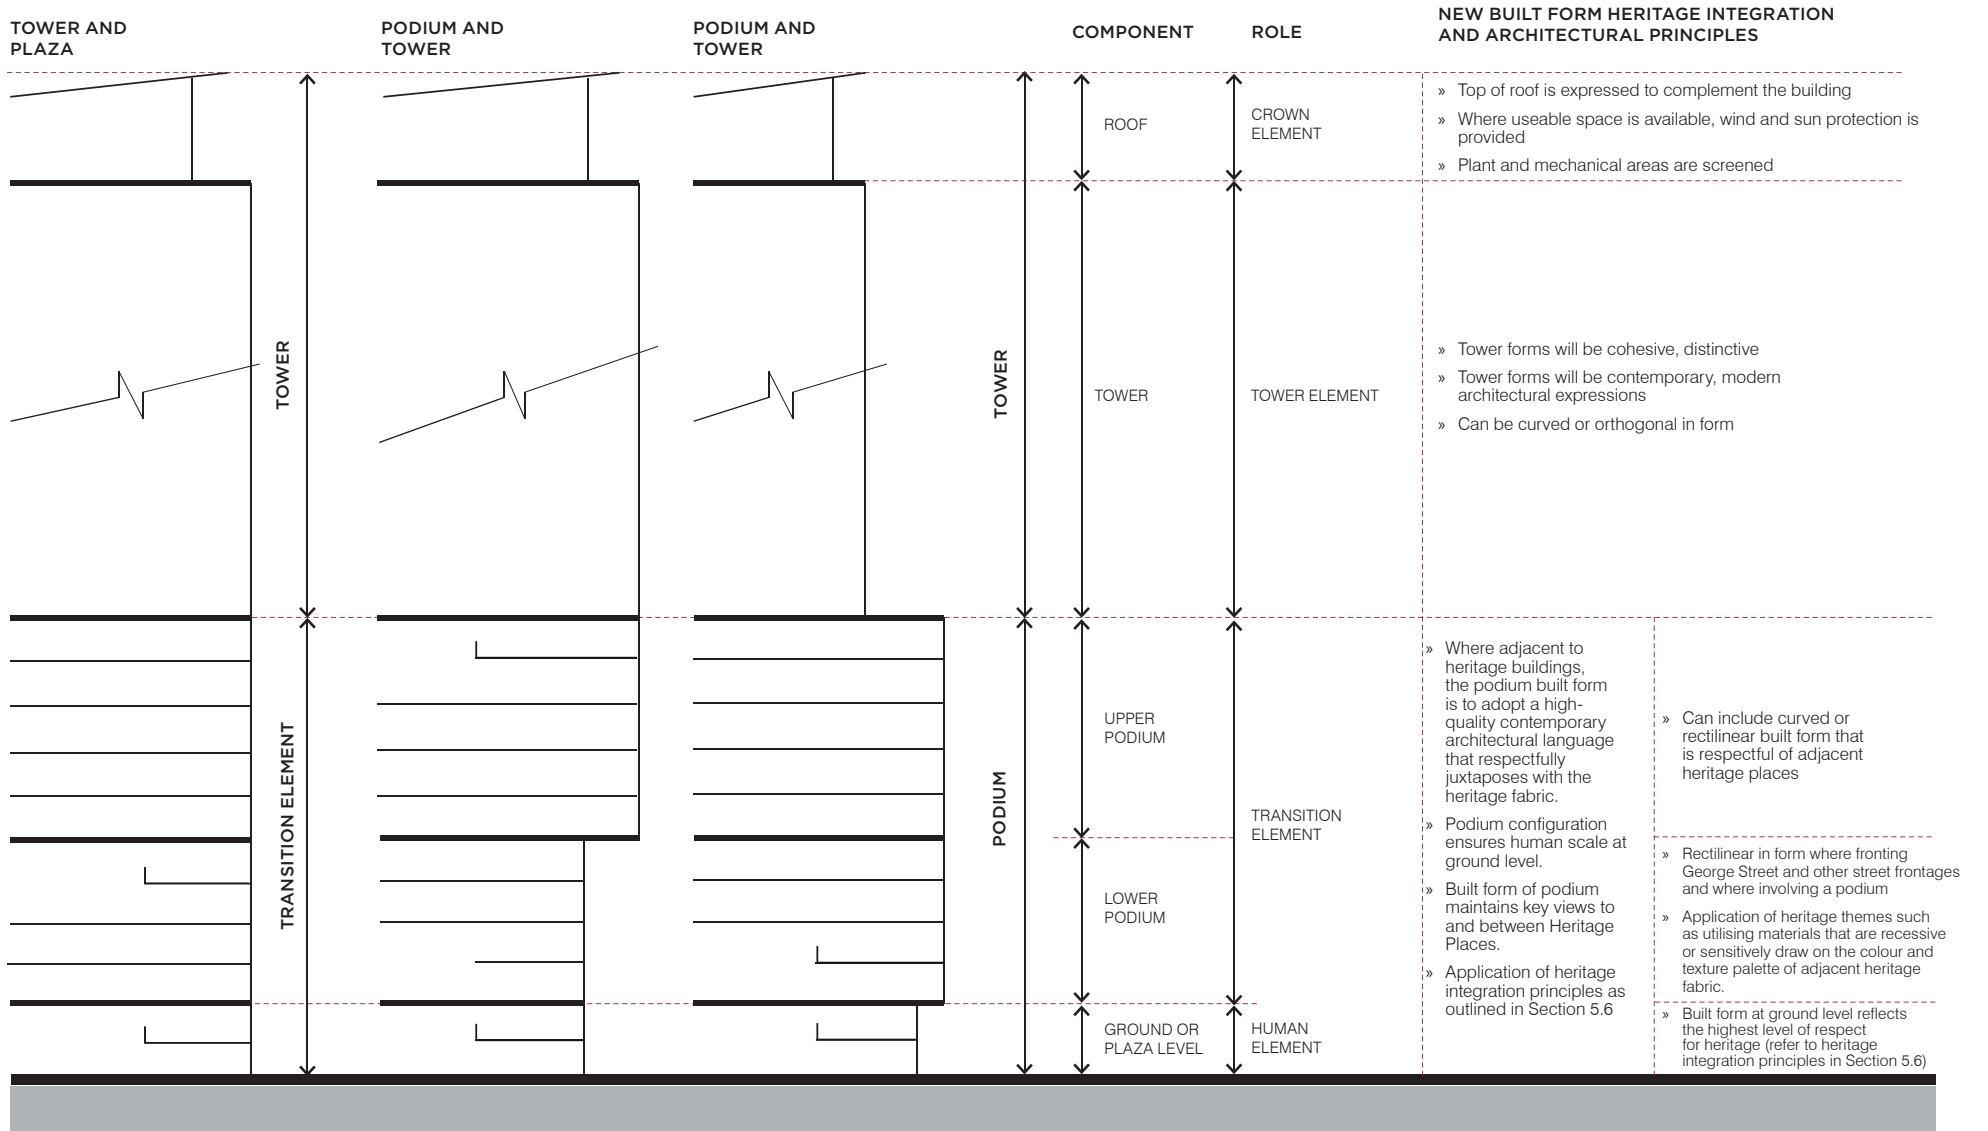 TOWER AND
PLAZA
PODIUM AND
TOWER
PODIUM AND
TOWER
COMPONENT
ROLE
NEW BUILT FORM HERITAGE INTEGRATION
AND ARCHITECTURAL PRINCIPLES
ROOF
CROWN
ELEMENT
» Top of roof is expressed to complement the building
» Where useable space is available, wind and sun protection is
provided
» Plant and mechanical areas are screened
TOWER
TOWER
TOWER
TOWER ELEMENT
» Tower forms will be cohesive, distinctive
» Tower forms will be contemporary, modern
architectural expressions
» Can be curved or orthogonal in form
TRANSITION ELEMENT
PODIUM
UPPER
PODIUM
LOWER
PODIUM
TRANSITION
ELEMENT
» Where adjacent to
heritage buildings,
the podium built form
is to adopt a high-
quality contemporary
architectural language
that respectfully
juxtaposes with the
heritage fabric.
» Podium configuration
ensures human scale at
ground level.
» Built form of podium
maintains key views to
and between Heritage
Places.
» Application of heritage
integration principles as
outlined in Section 5.6
» Can include curved or
rectilinear built form that
is respectful of adjacent
heritage places
» Rectilinear in form where fronting
George Street and other street frontages
and where involving a podium
» Application of heritage themes such
as utilising materials that are recessive
or sensitively draw on the colour and
texture palette of adjacent heritage
fabric.
GROUND OR
PLAZA LEVEL
HUMAN
ELEMENT
» Built form at ground level reflects
the highest level of respect
for heritage (refer to heritage
integration principles in Section 5.6)